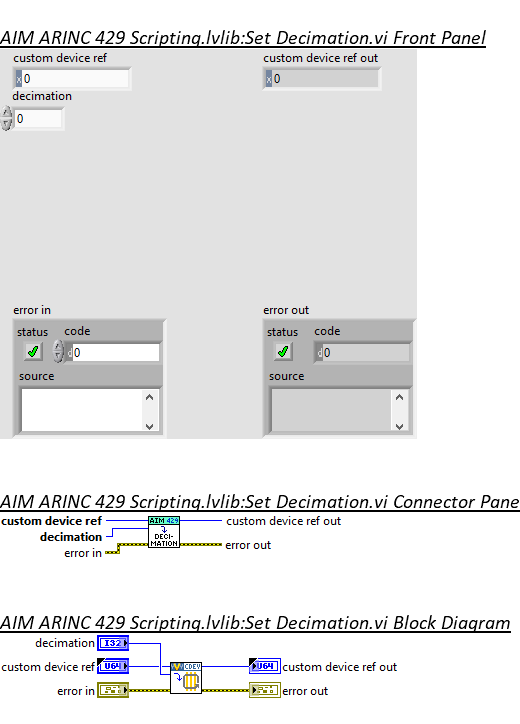 AIM ARINC 429 Scripting.lvlib:Set Decimation.vi Front Panel
custom device ref
custom device ref out
x 0
x 0
decimation
0
error in
error out
status code
status code
d 0
d 0
source
source
AIM ARINC 429 Scripting.lvlib:Set Decimation.vi Connector Pane
custom device ref
AIM 429
custom device ref out
decimation
DECI-
MATION
error in
error out
AIM ARINC 429 Scripting.lvlib:Set Decimation.vi Block Diagram
decimation I32
custom device ref U64
CDEV
U64 custom device ref out
error in
error out